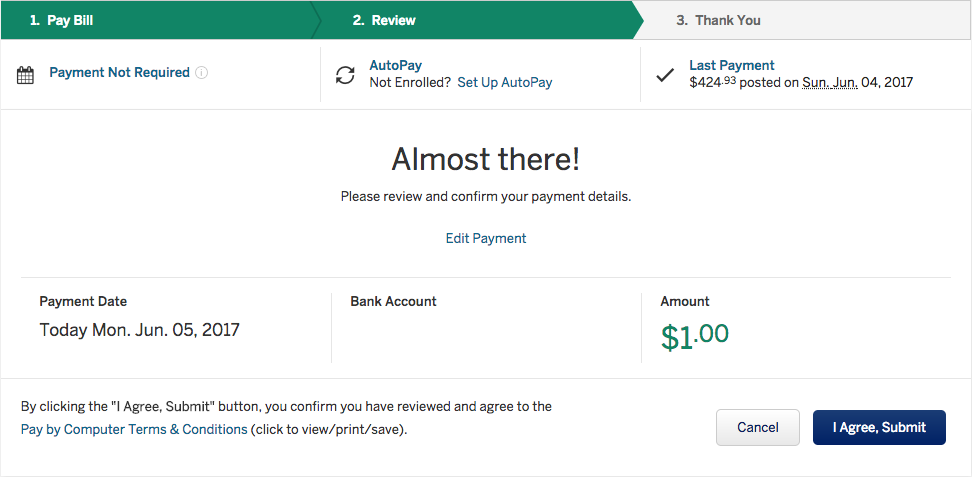 1. Pay Bill
2. Review
3. Thank You
Payment Not Required
AutoPay
Not Enrolled? Set Up AutoPay
Last Payment
$424.93 posted on Sun. Jun. 04, 2017
Almost there!
Please review and confirm your payment details.
Edit Payment
Payment Date
Today Mon. Jun. 05, 2017
Bank Account
Amount
$1.00
By clicking the "I Agree, Submit" button, you confirm you have reviewed and agree to the
Pay by Computer Terms & Conditions (click to view/print/save).
Cancel
I Agree, Submit